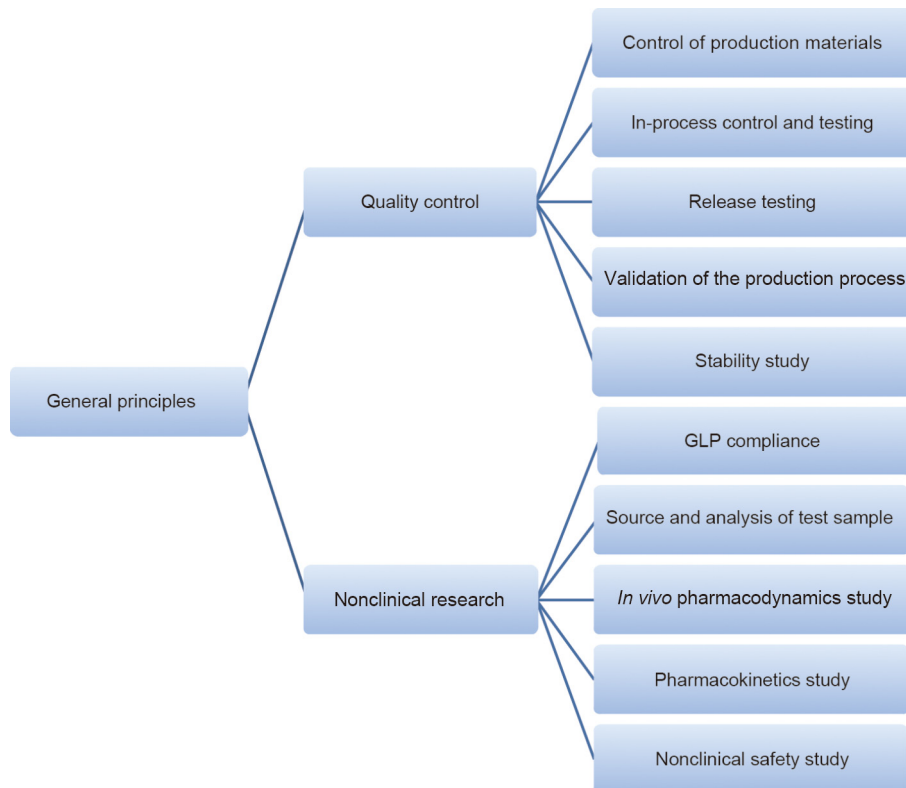 Control of production materials
In-process control and testing
Quality control
Release testing
Validation of the production process
Stability study
General principles
GLP compliance
Source and analysis of test sample
Nonclinical research
In vivo pharmacodynamics study
Pharmacokinetics study
Nonclinical safety study